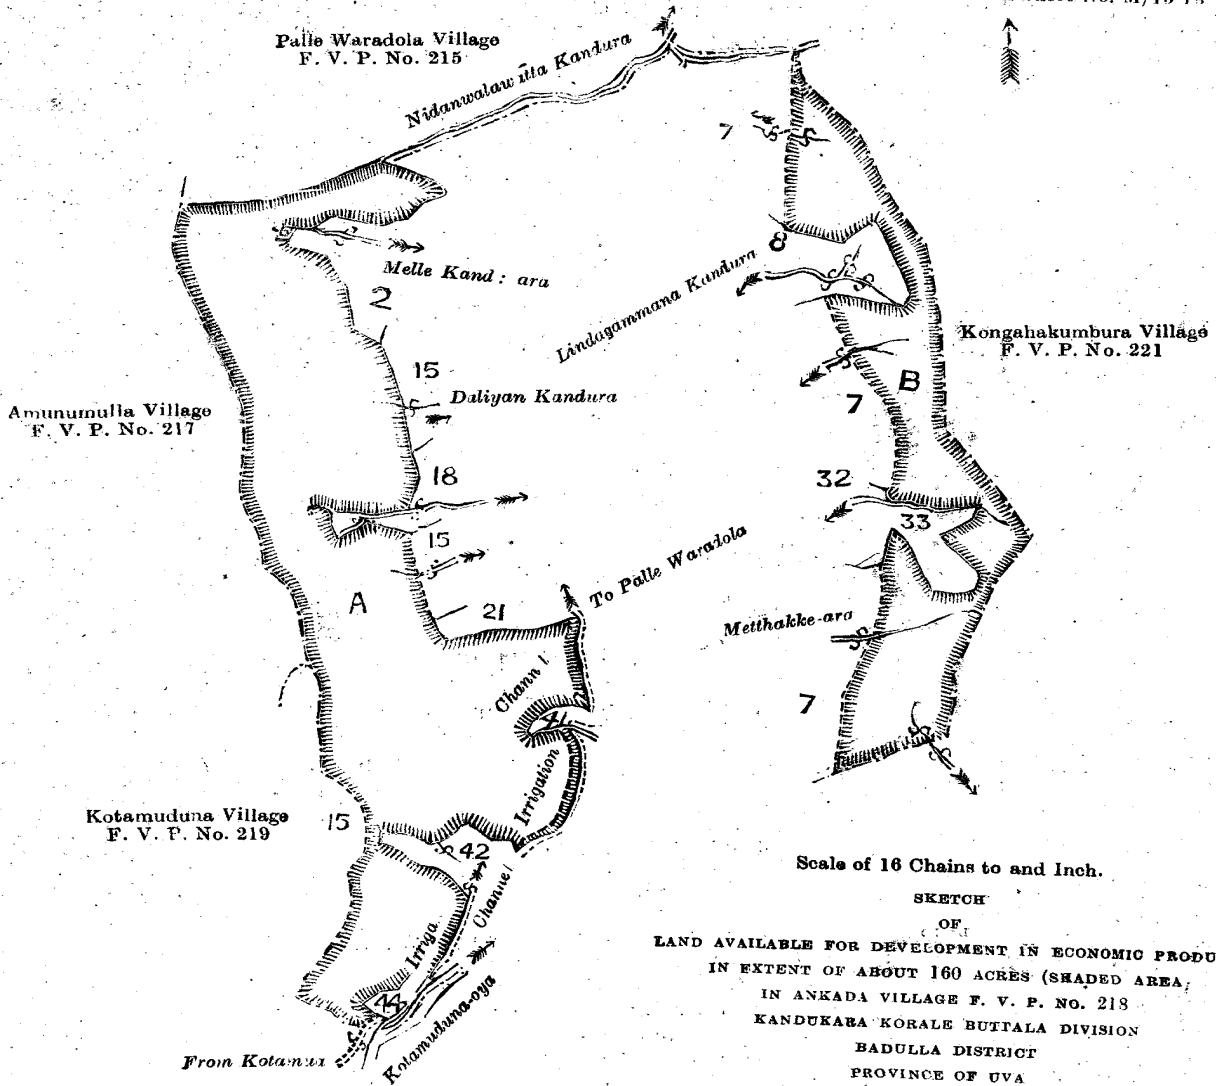 Palle Waradola Village
F. V. P. No. 215
Nidanwalawitta Kandura
7
8
Melle Kand : ara
2
Lindagammana Kandura
Kongahakumbura Village
F. V. P. No. 221
15
Daliyan Kandura
B
7
Amunumulla Village
F. V. P. No. 217
18
32
33
15
A
21
To Palle Waradola
Metthakke-ara
7
Chann l
41
Irrigation
Kotamuduna Village
F. V. P. No. 219
15
42
Channel
Irriga
44
Kotamuduna-oya
From Kotamua
Scale of 16 Chains to and Inch.
SKETCH
OF
LAND AVAILABLE FOR DEVELOPMENT IN ECONOMIC PRODU
IN EXTENT OF ABOUT 160 ACRES (SHADED AREA,
IN ANKADA VILLAGE F. V. P. NO. 218
KANDUKARA KORALE BUTTALA DIVISION
BADULLA DISTRICT
PROVINCE OF UVA